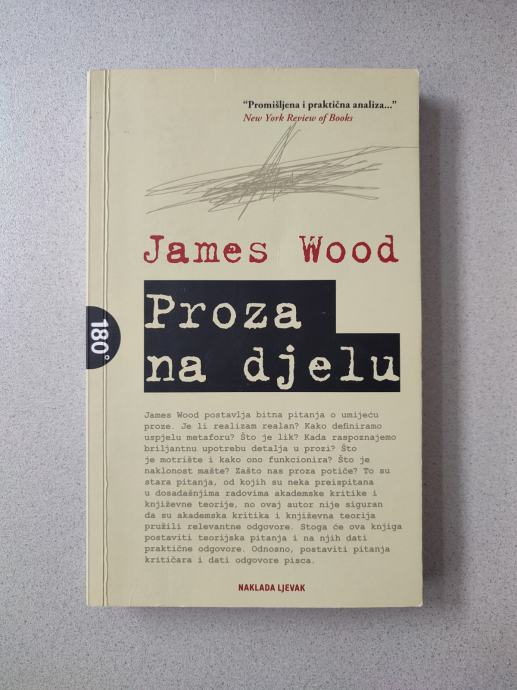 “Promišljena i praktična analiza...”
New York Review of Books
James Wood
Proza
na djelu
180°
James Wood postavlja bitna pitanja o umijeću
proze. Je li realizam realan? Kako definiramo
uspjelu metaforu? Što je lik? Kada raspoznajemo
briljantnu upotrebu detalja u prozi? Što
je motrište i kako ono funkcionira? Što je
naklonost mašte? Zašto nas proza potiče? To su
stara pitanja, od kojih su neka preispitana
u dosadašnjim radovima akademske kritike i
književne teorije, no ovaj autor nije siguran
da su akademska kritika i književna teorija
pružili relevantne odgovore. Stoga će ova knjiga
postaviti teorijska pitanja i na njih dati
praktične odgovore. Odnosno, postaviti pitanja
kritičara i dati odgovore pisca.
NAKLADA LJEVAK